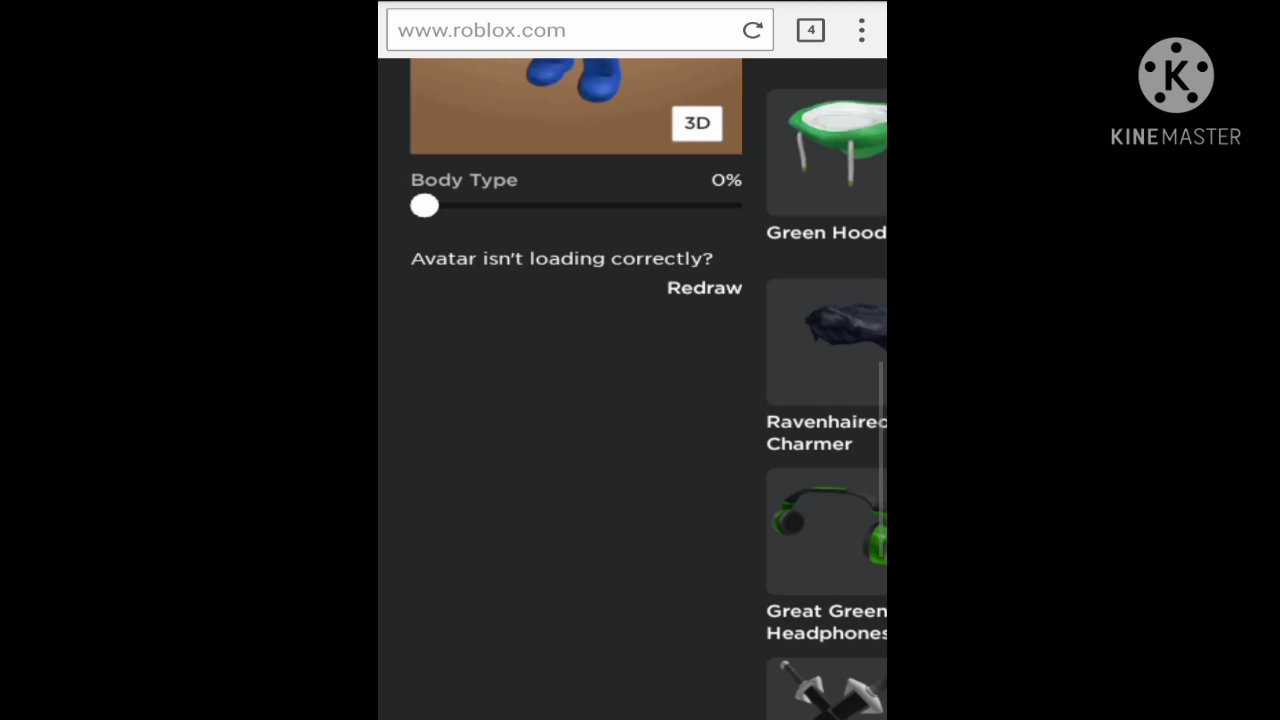 www.roblox.com
4
K
KINEMASTER
3D
Body Type 0%
Avatar isn't loading correctly?
Redraw
Green Hood
Ravenhaired
Charmer
Great Green
Headphones